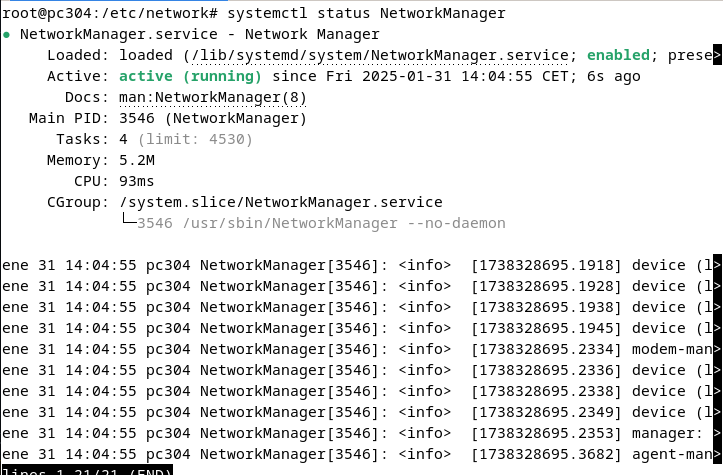 root@pc304:/etc/network# systemctl status NetworkManager
● NetworkManager.service - Network Manager
     Loaded: loaded (/lib/systemd/system/NetworkManager.service; enabled; prese>
     Active: active (running) since Fri 2025-01-31 14:04:55 CET; 6s ago
       Docs: man:NetworkManager(8)
   Main PID: 3546 (NetworkManager)
      Tasks: 4 (limit: 4530)
     Memory: 5.2M
        CPU: 93ms
     CGroup: /system.slice/NetworkManager.service
             └─3546 /usr/sbin/NetworkManager --no-daemon

ene 31 14:04:55 pc304 NetworkManager[3546]: <info>  [1738328695.1918] device (l>
ene 31 14:04:55 pc304 NetworkManager[3546]: <info>  [1738328695.1928] device (l>
ene 31 14:04:55 pc304 NetworkManager[3546]: <info>  [1738328695.1938] device (l>
ene 31 14:04:55 pc304 NetworkManager[3546]: <info>  [1738328695.1945] device (l>
ene 31 14:04:55 pc304 NetworkManager[3546]: <info>  [1738328695.2334] modem-man>
ene 31 14:04:55 pc304 NetworkManager[3546]: <info>  [1738328695.2336] device (l>
ene 31 14:04:55 pc304 NetworkManager[3546]: <info>  [1738328695.2338] device (l>
ene 31 14:04:55 pc304 NetworkManager[3546]: <info>  [1738328695.2349] device (l>
ene 31 14:04:55 pc304 NetworkManager[3546]: <info>  [1738328695.2353] manager: >
ene 31 14:04:55 pc304 NetworkManager[3546]: <info>  [1738328695.3682] agent-man>
lines 1-21/21 (END)